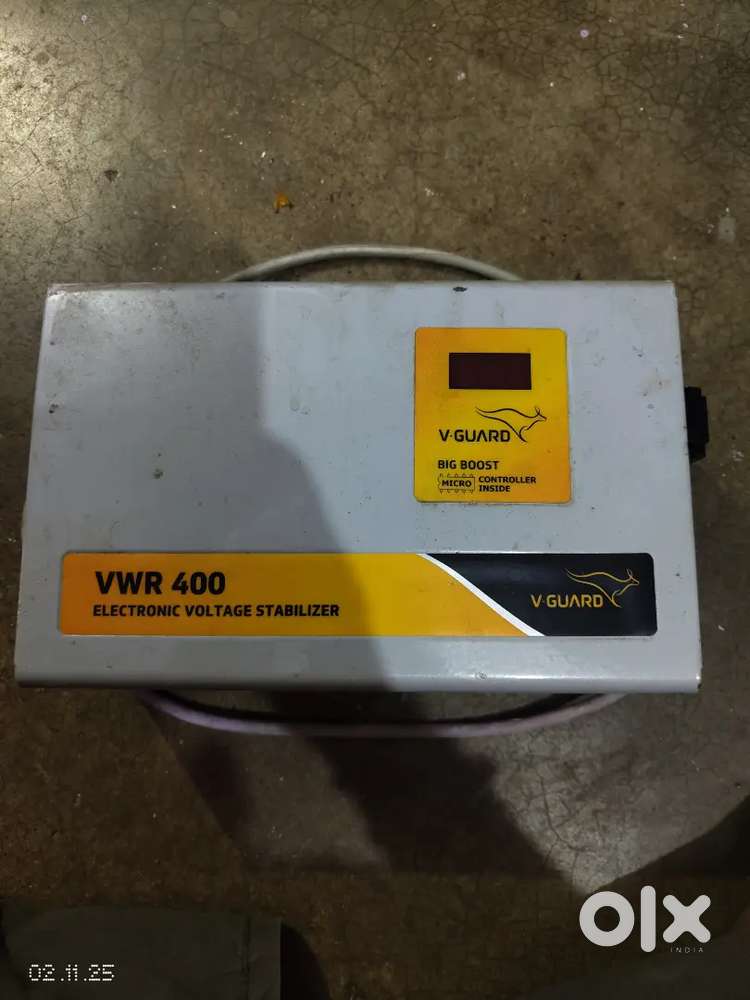 V-GUARD
BIG BOOST
MICRO CONTROLLER
INSIDE
VWR 400
ELECTRONIC VOLTAGE STABILIZER
V-GUARD
olx
INDIA
02.11.25